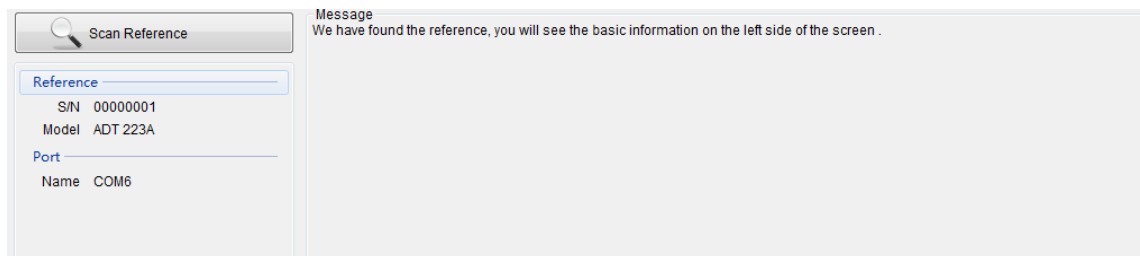 Scan Reference
Reference
S/N 00000001
Model ADT 223A
Port
Name COM6
Message
We have found the reference, you will see the basic information on the left side of the screen .